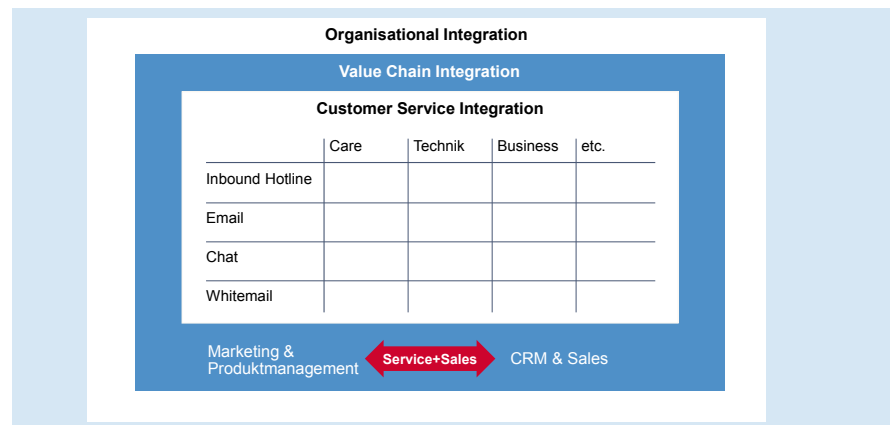 Organisational Integration
Value Chain Integration
Customer Service Integration
Care Technik Business etc.
Inbound Hotline
Email
Chat
Whitemail
Marketing &
Produktmanagement
Service+Sales
CRM & Sales